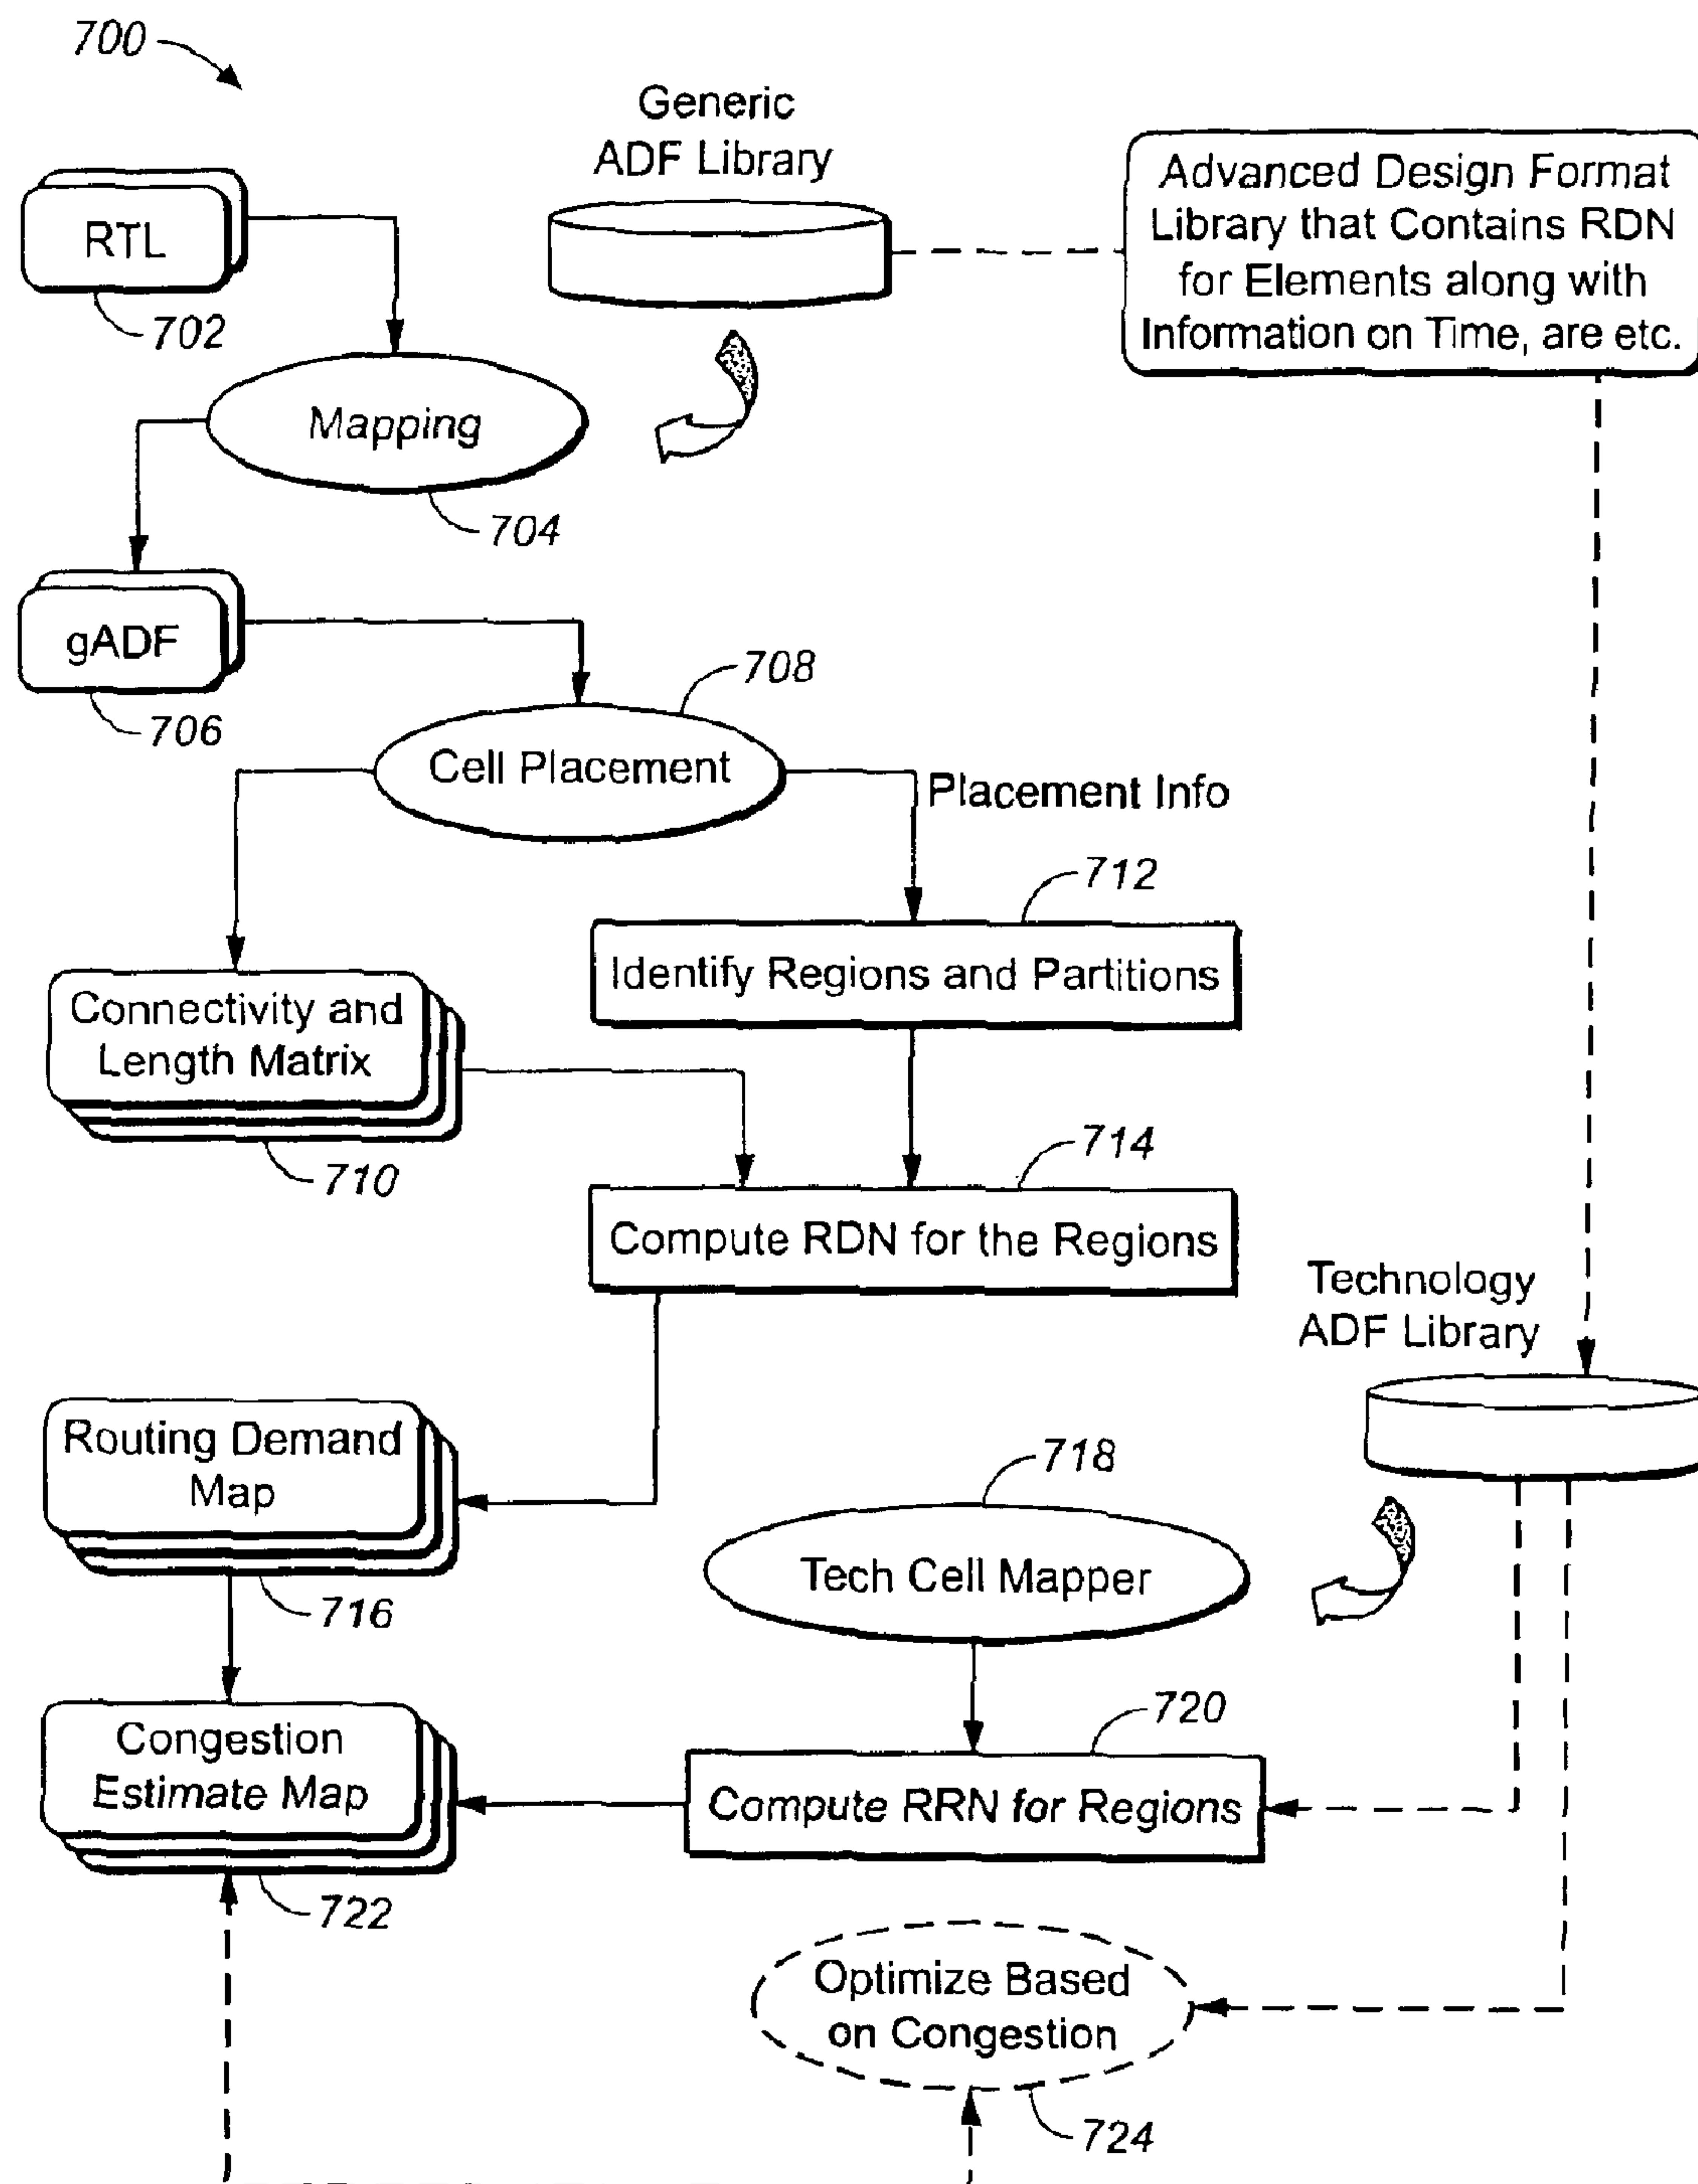 700
Generic
ADF Library
Advanced Design Format
Library that Contains RDN
for Elements along with
Information on Time, are etc.
RTL
702
Mapping
704
gADF
706
708
Cell Placement
Placement Info
712
Identify Regions and Partitions
Connectivity and
Length Matrix
710
714
Compute RDN for the Regions
Technology
ADF Library
Routing Demand
Map
716
718
Tech Cell Mapper
720
Congestion
Estimate Map
722
Compute RRN for Regions
Optimize Based
on Congestion
724